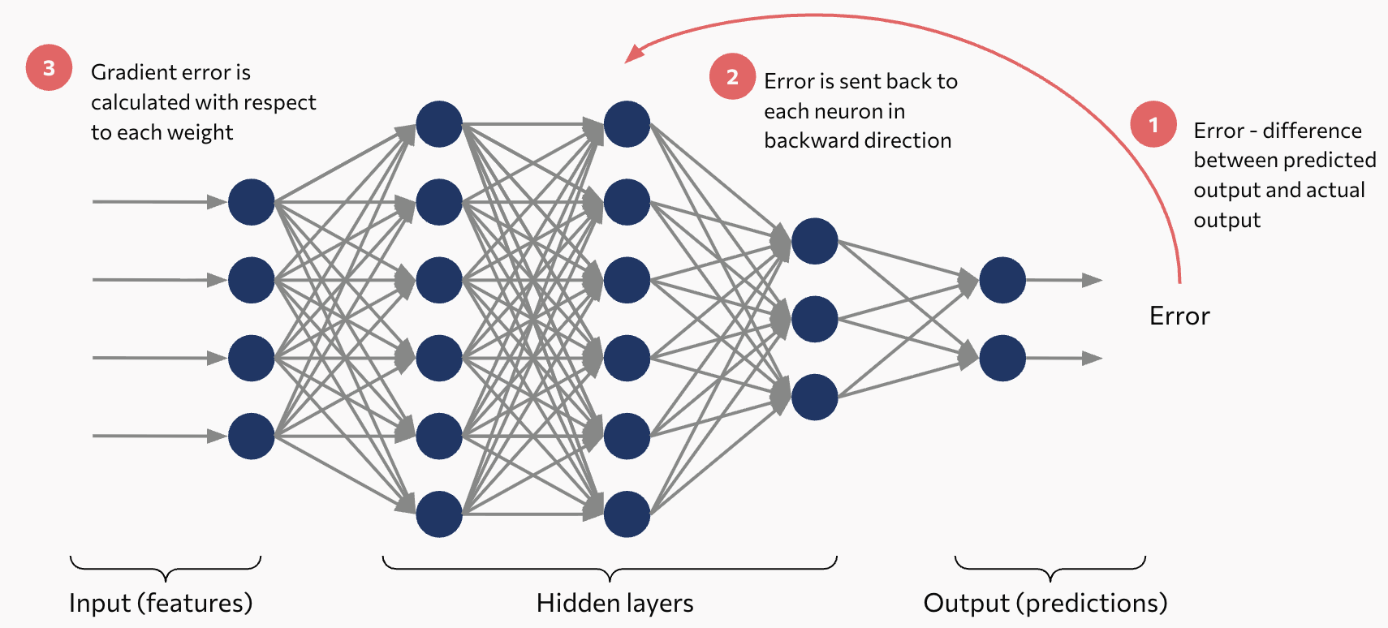 3
Gradient error is
calculated with respect
to each weight
2
Error is sent back to
each neuron in
backward direction
1
Error - difference
between predicted
output and actual
output
Error
Input (features)
Hidden layers
Output (predictions)